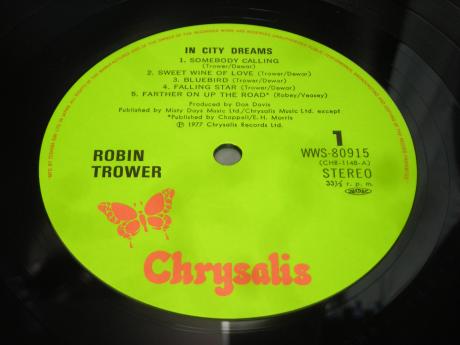 IN CITY DREAMS
1. SOMEBODY CALLING
(Trower/Dewar)
2. SWEET WINE OF LOVE (Trower/Dewar)
3. BLUEBIRD (Trower/Dewar)
4. FALLING STAR (Trower/Dewar)
5. FARTHER ON UP THE ROAD* (Robey/Veasey)
Produced by Don Davis
Published by Misty Days Music Ltd/Chrysalis Music Ltd. except
*Published by Chappell/E.H. Morris
Ⓟ 1977 Chrysalis Records Ltd.
ROBIN
TROWER
1
WWS-80915
(CHR-1148-A)
STEREO
33⅓ r.p.m.
Chrysalis